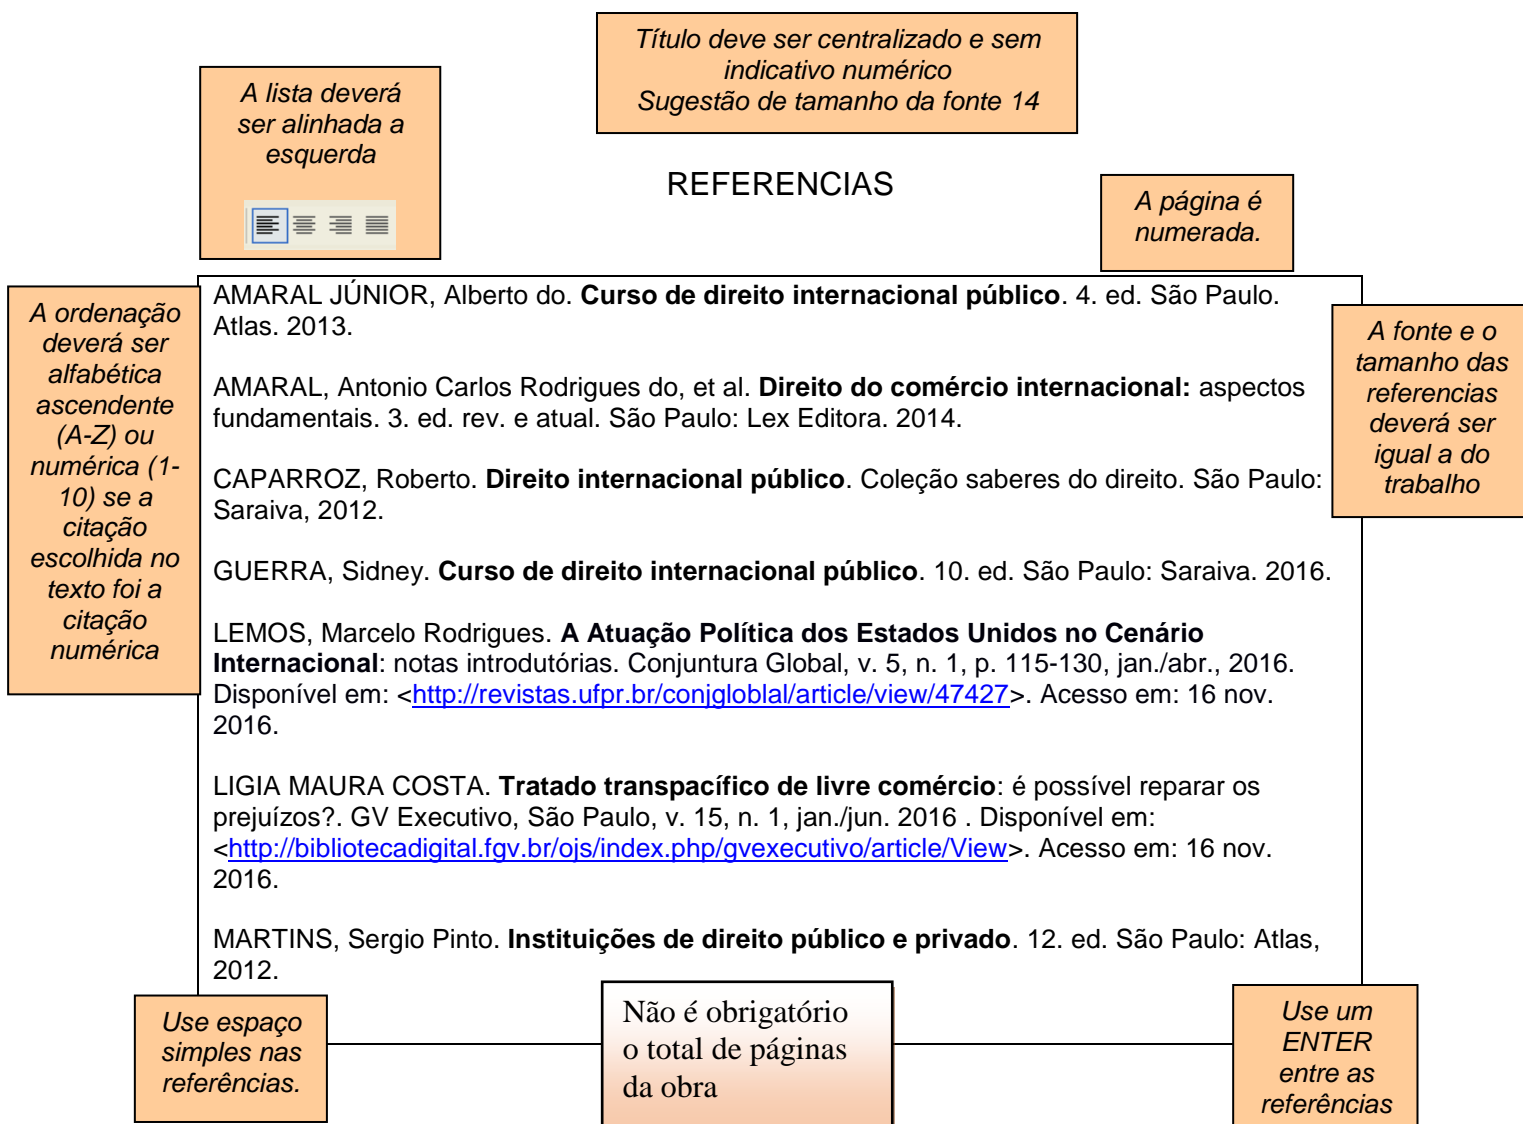 Título deve ser centralizado e sem
indicativo numérico
Sugestão de tamanho da fonte 14
A lista deverá
ser alinhada a
esquerda
REFERENCIAS
A página é
numerada.
A ordenação
deverá ser
alfabética
ascendente
(A-Z) ou
numérica (1-
10) se a
citação
escolhida no
texto foi a
citação
numérica
AMARAL JÚNIOR, Alberto do. Curso de direito internacional público. 4. ed. São Paulo.
Atlas. 2013.
AMARAL, Antonio Carlos Rodrigues do, et al. Direito do comércio internacional: aspectos
fundamentais. 3. ed. rev. e atual. São Paulo: Lex Editora. 2014.
CAPARROZ, Roberto. Direito internacional público. Coleção saberes do direito. São Paulo:
Saraiva, 2012.
GUERRA, Sidney. Curso de direito internacional público. 10. ed. São Paulo: Saraiva. 2016.
LEMOS, Marcelo Rodrigues. A Atuação Política dos Estados Unidos no Cenário
Internacional: notas introdutórias. Conjuntura Global, v. 5, n. 1, p. 115-130, jan./abr., 2016.
Disponível em: <http://revistas.ufpr.br/conjgloblal/article/view/47427>. Acesso em: 16 nov.
2016.
LIGIA MAURA COSTA. Tratado transpacífico de livre comércio: é possível reparar os
prejuízos?. GV Executivo, São Paulo, v. 15, n. 1, jan./jun. 2016 . Disponível em:
<http://bibliotecadigital.fgv.br/ojs/index.php/gvexecutivo/article/View>. Acesso em: 16 nov.
2016.
MARTINS, Sergio Pinto. Instituições de direito público e privado. 12. ed. São Paulo: Atlas,
2012.
A fonte e o
tamanho das
referencias
deverá ser
igual a do
trabalho
Use espaço
simples nas
referências.
Não é obrigatório
o total de páginas
da obra
Use um
ENTER
entre as
referências